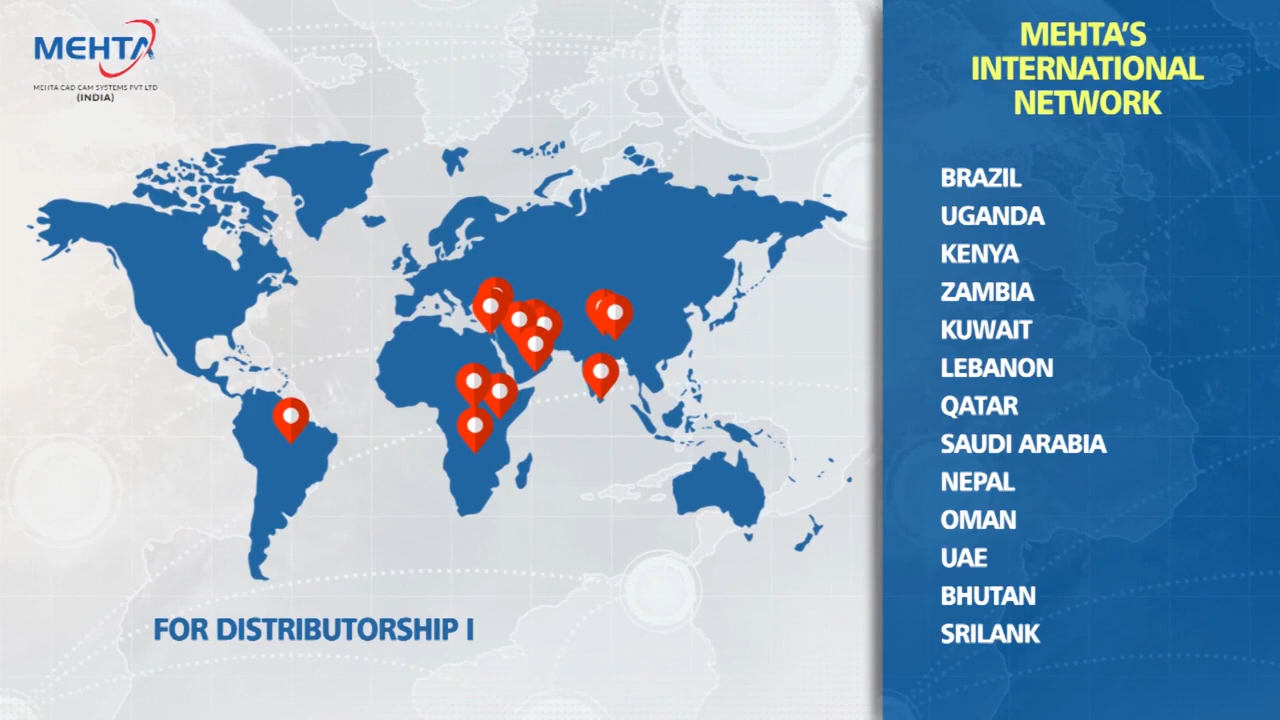 MEHTA®
MEHTA CAD CAM SYSTEMS PVT LTD
(INDIA)
FOR DISTRIBUTORSHIP I
MEHTA'S
INTERNATIONAL
NETWORK
BRAZIL
UGANDA
KENYA
ZAMBIA
KUWAIT
LEBANON
QATAR
SAUDI ARABIA
NEPAL
OMAN
UAE
BHUTAN
SRILANK